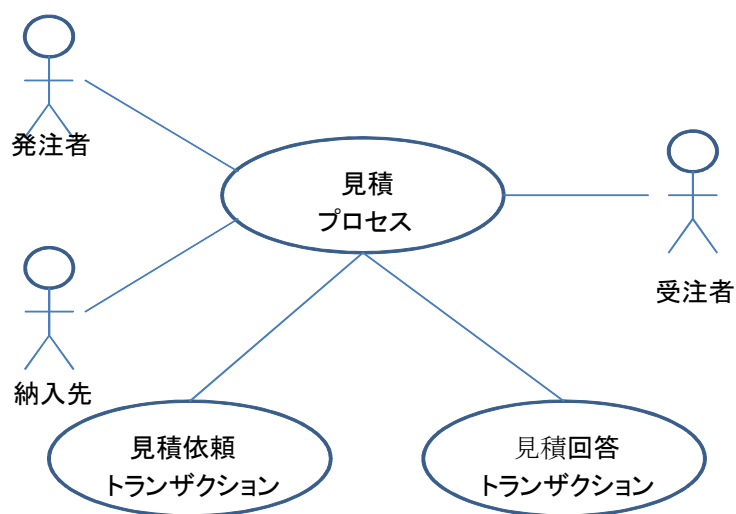 発注者
見積
プロセス
受注者
納入先
見積依頼
トランザクション
見積回答
トランザクション